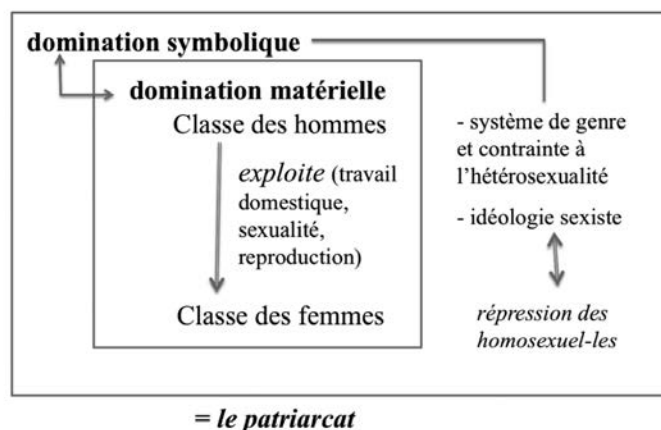 domination symbolique
domination matérielle
Classe des hommes
exploite (travail
domestique,
sexualité,
reproduction)
Classe des femmes
- système de genre
et contrainte à
l’hétérosexualité
- idéologie sexiste
répression des
homosexuel-les
= le patriarcat